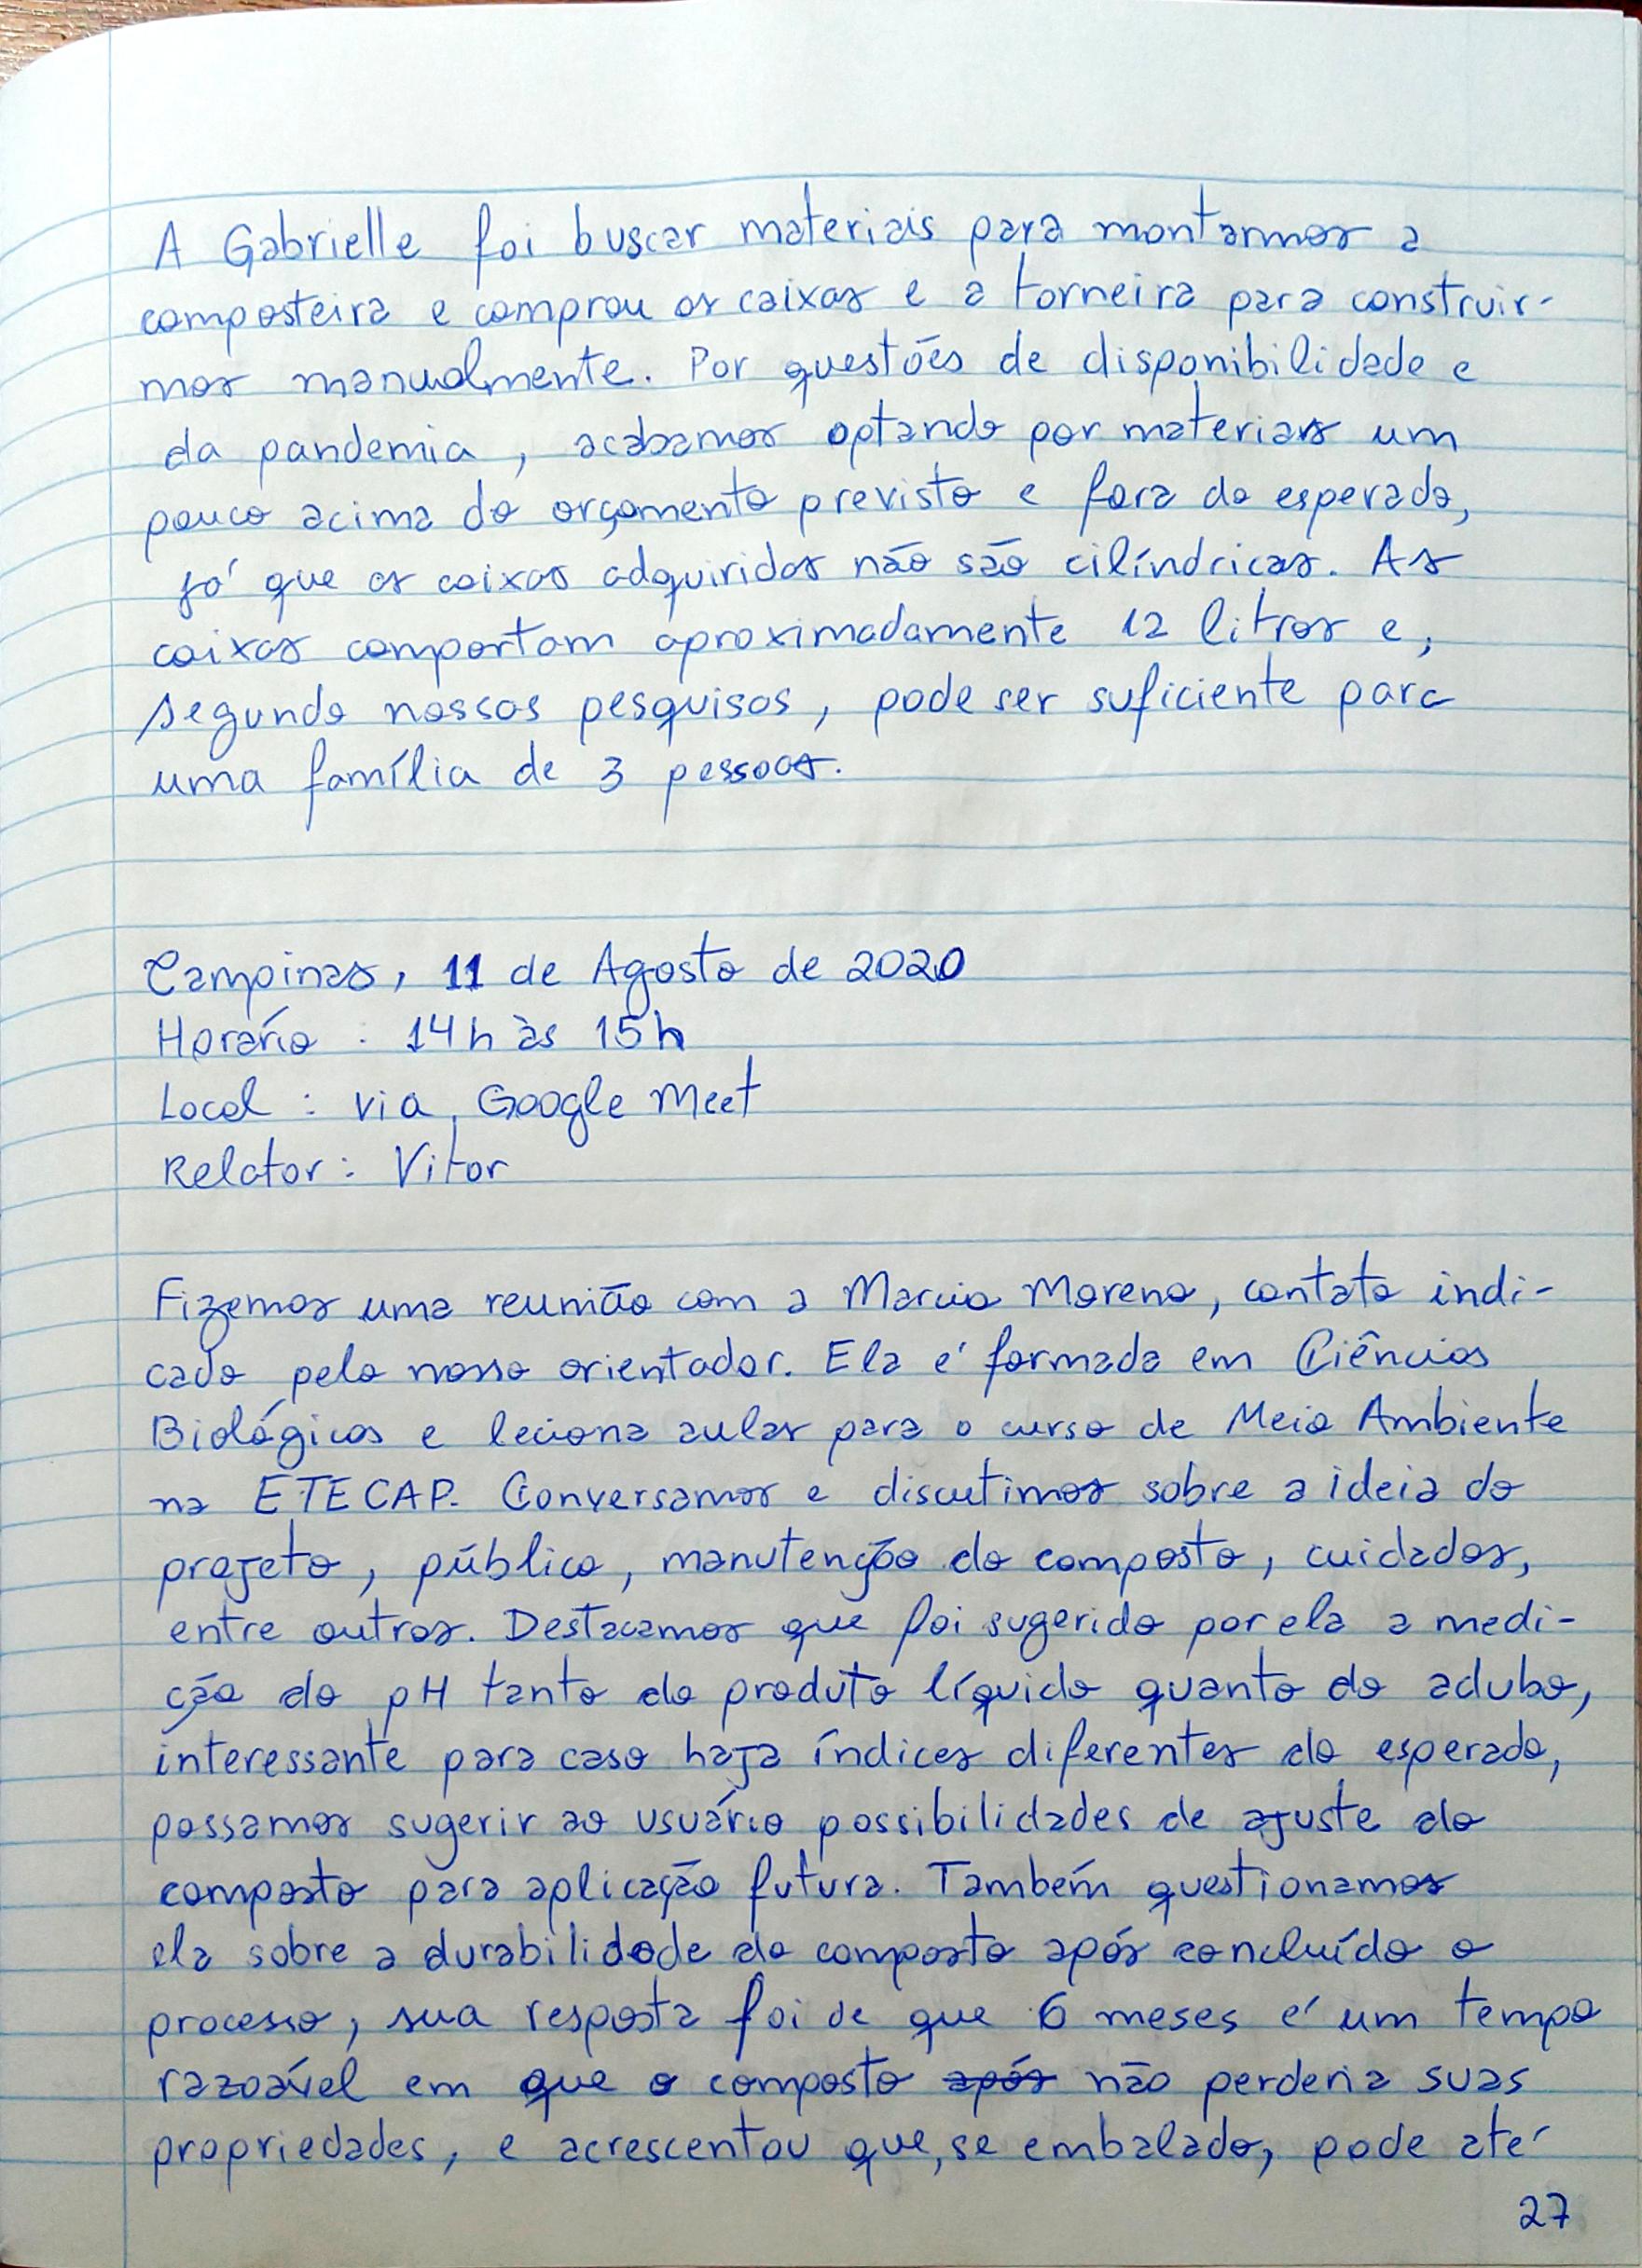 A Gabrielle foi buscar materiais para montarmos a
composteira e comprou as caixas e a torneira para construir-
mos manualmente. Por questões de disponibilidade e
da pandemia, acabamos optando por materiais um
pouco acima do orçamento previsto e fora do esperado,
já que as caixas adquiridas não são cilíndricas. As
caixas comportam aproximadamente 12 litros e,
segundo nossas pesquisas, pode ser suficiente para
uma família de 3 pessoas.
Campinas, 11 de Agosto de 2020
Horário : 14h às 15h
Local : via Google Meet
Relator : Vitor
Fizemos uma reunião com a Marcia Moreno, contato indi-
cado pelo nosso orientador. Ela é formada em Ciências
Biológicas e leciona aulas para o curso de Meio Ambiente
na ETECAP. Conversamos e discutimos sobre a ideia do
projeto, público, manutenção do composto, cuidados,
entre outros. Destacamos que foi sugerido por ela a medi-
ção do pH tanto do produto líquido quanto do adubo,
interessante para caso haja índices diferentes do esperado,
possamos sugerir ao usuário possibilidades de ajuste do
composto para aplicação futura. Também questionamos
ela sobre a durabilidade do composto após concluído o
processo, sua resposta foi de que 6 meses é um tempo
razoável em que o composto após não perderia suas
propriedades, e acrescentou que, se embalado, pode até
27